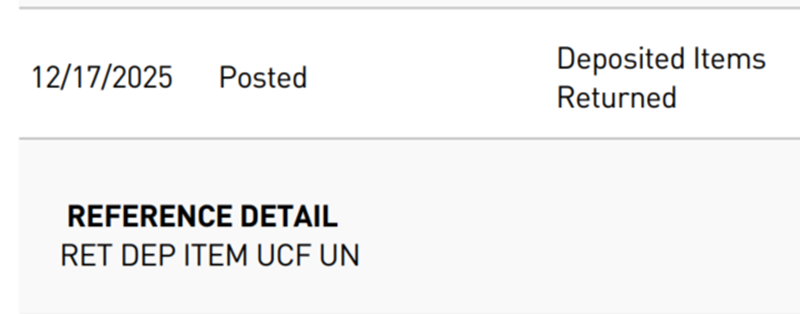 12/17/2025 Posted Deposited Items
Returned
REFERENCE DETAIL
RET DEP ITEM UCF UN